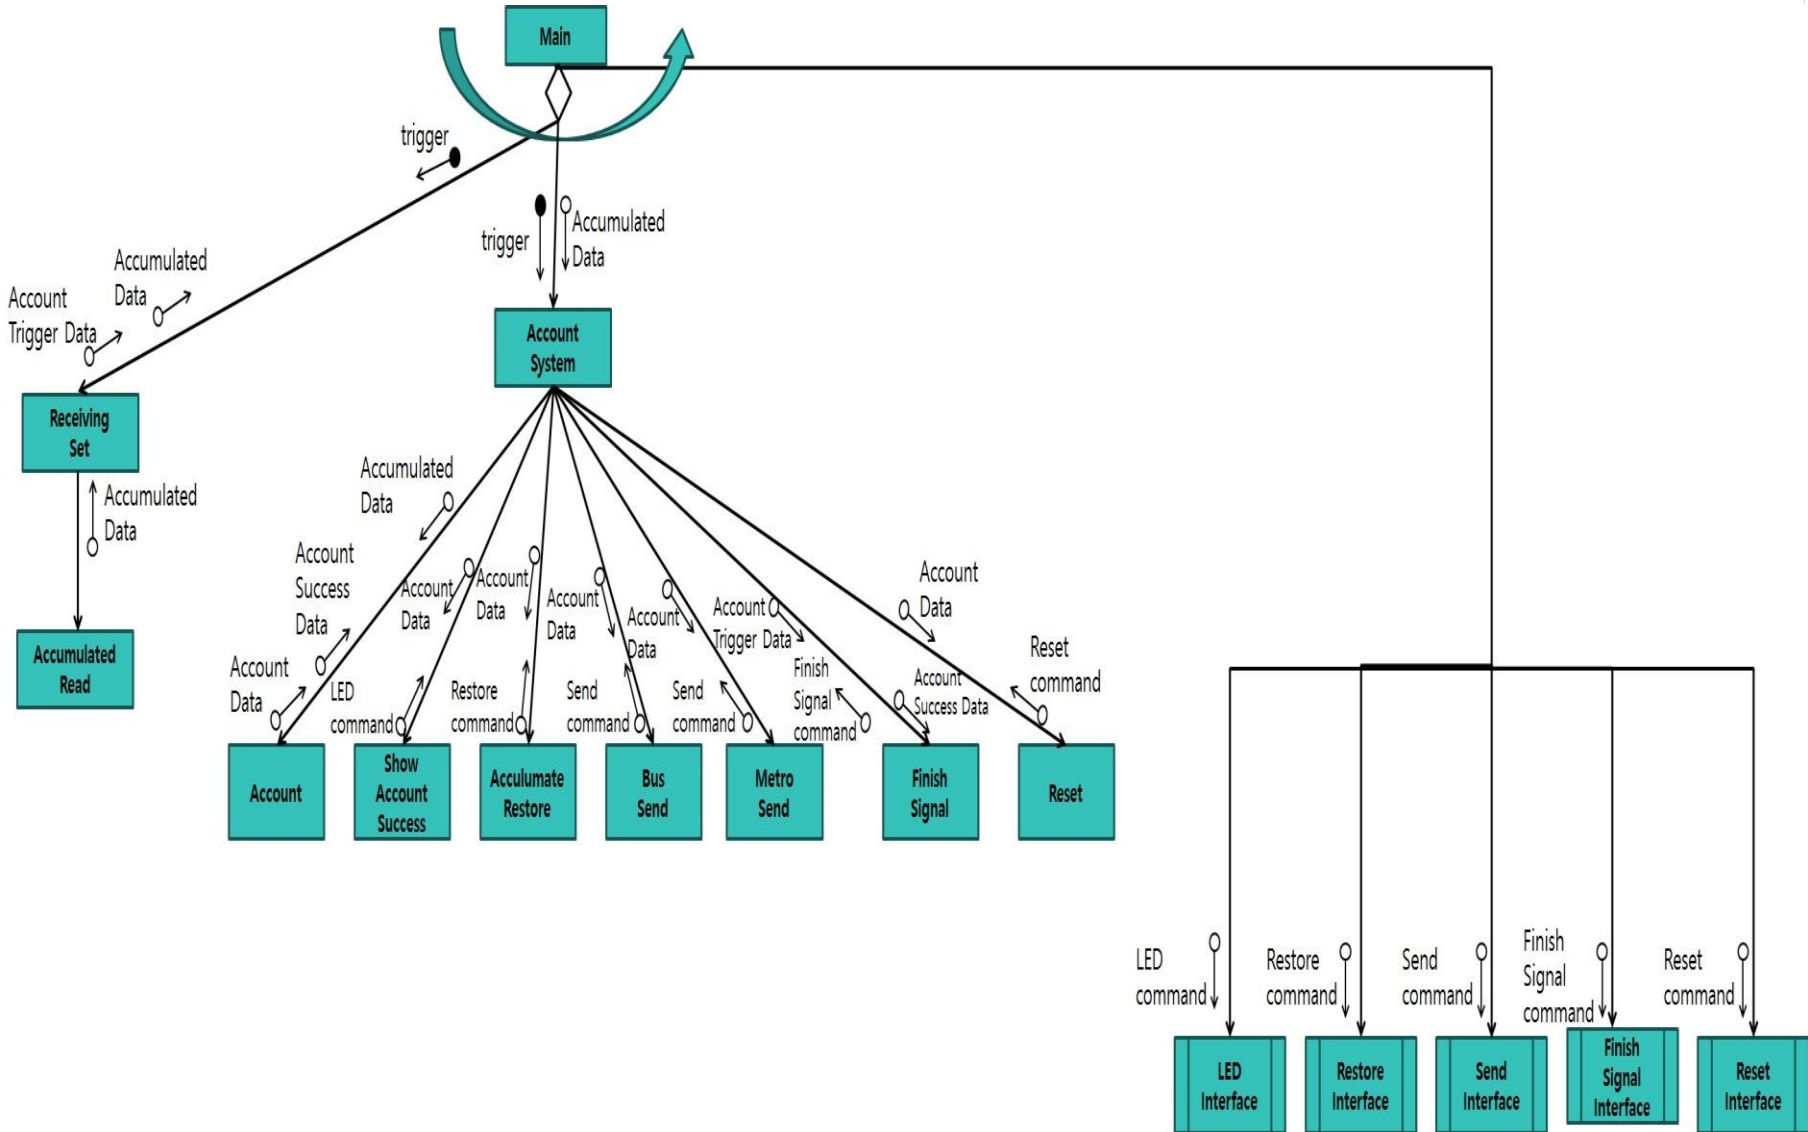 Main
trigger
trigger
Accumulated
Data
Accumulated
Data
Account
Trigger Data
Account
System
Receiving
Set
Accumulated
Data
Accumulated
Read
Accumulated
Data
Account
Success
Data
Account
Data
Account
Data
LED
command
Account
Data
Restore
command
Account
Data
Send
command
Account
Data
Send
command
Account
Trigger Data
Finish
Signal
command
Account
Success Data
Account
Data
Reset
command
Account
Show
Account
Success
Acculumate
Restore
Bus
Send
Metro
Send
Finish
Signal
Reset
LED
command
Restore
command
Send
command
Finish
Signal
command
Reset
command
LED
Interface
Restore
Interface
Send
Interface
Finish
Signal
Interface
Reset
Interface